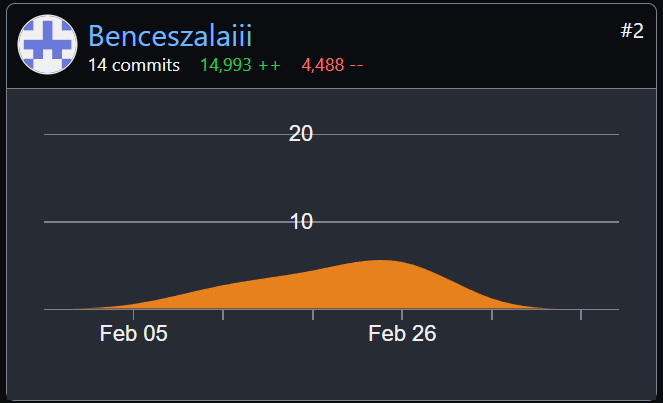 Benceszalaiii
#2
14 commits 14,993 ++ 4,488 --
20
10
Feb 05 Feb 26